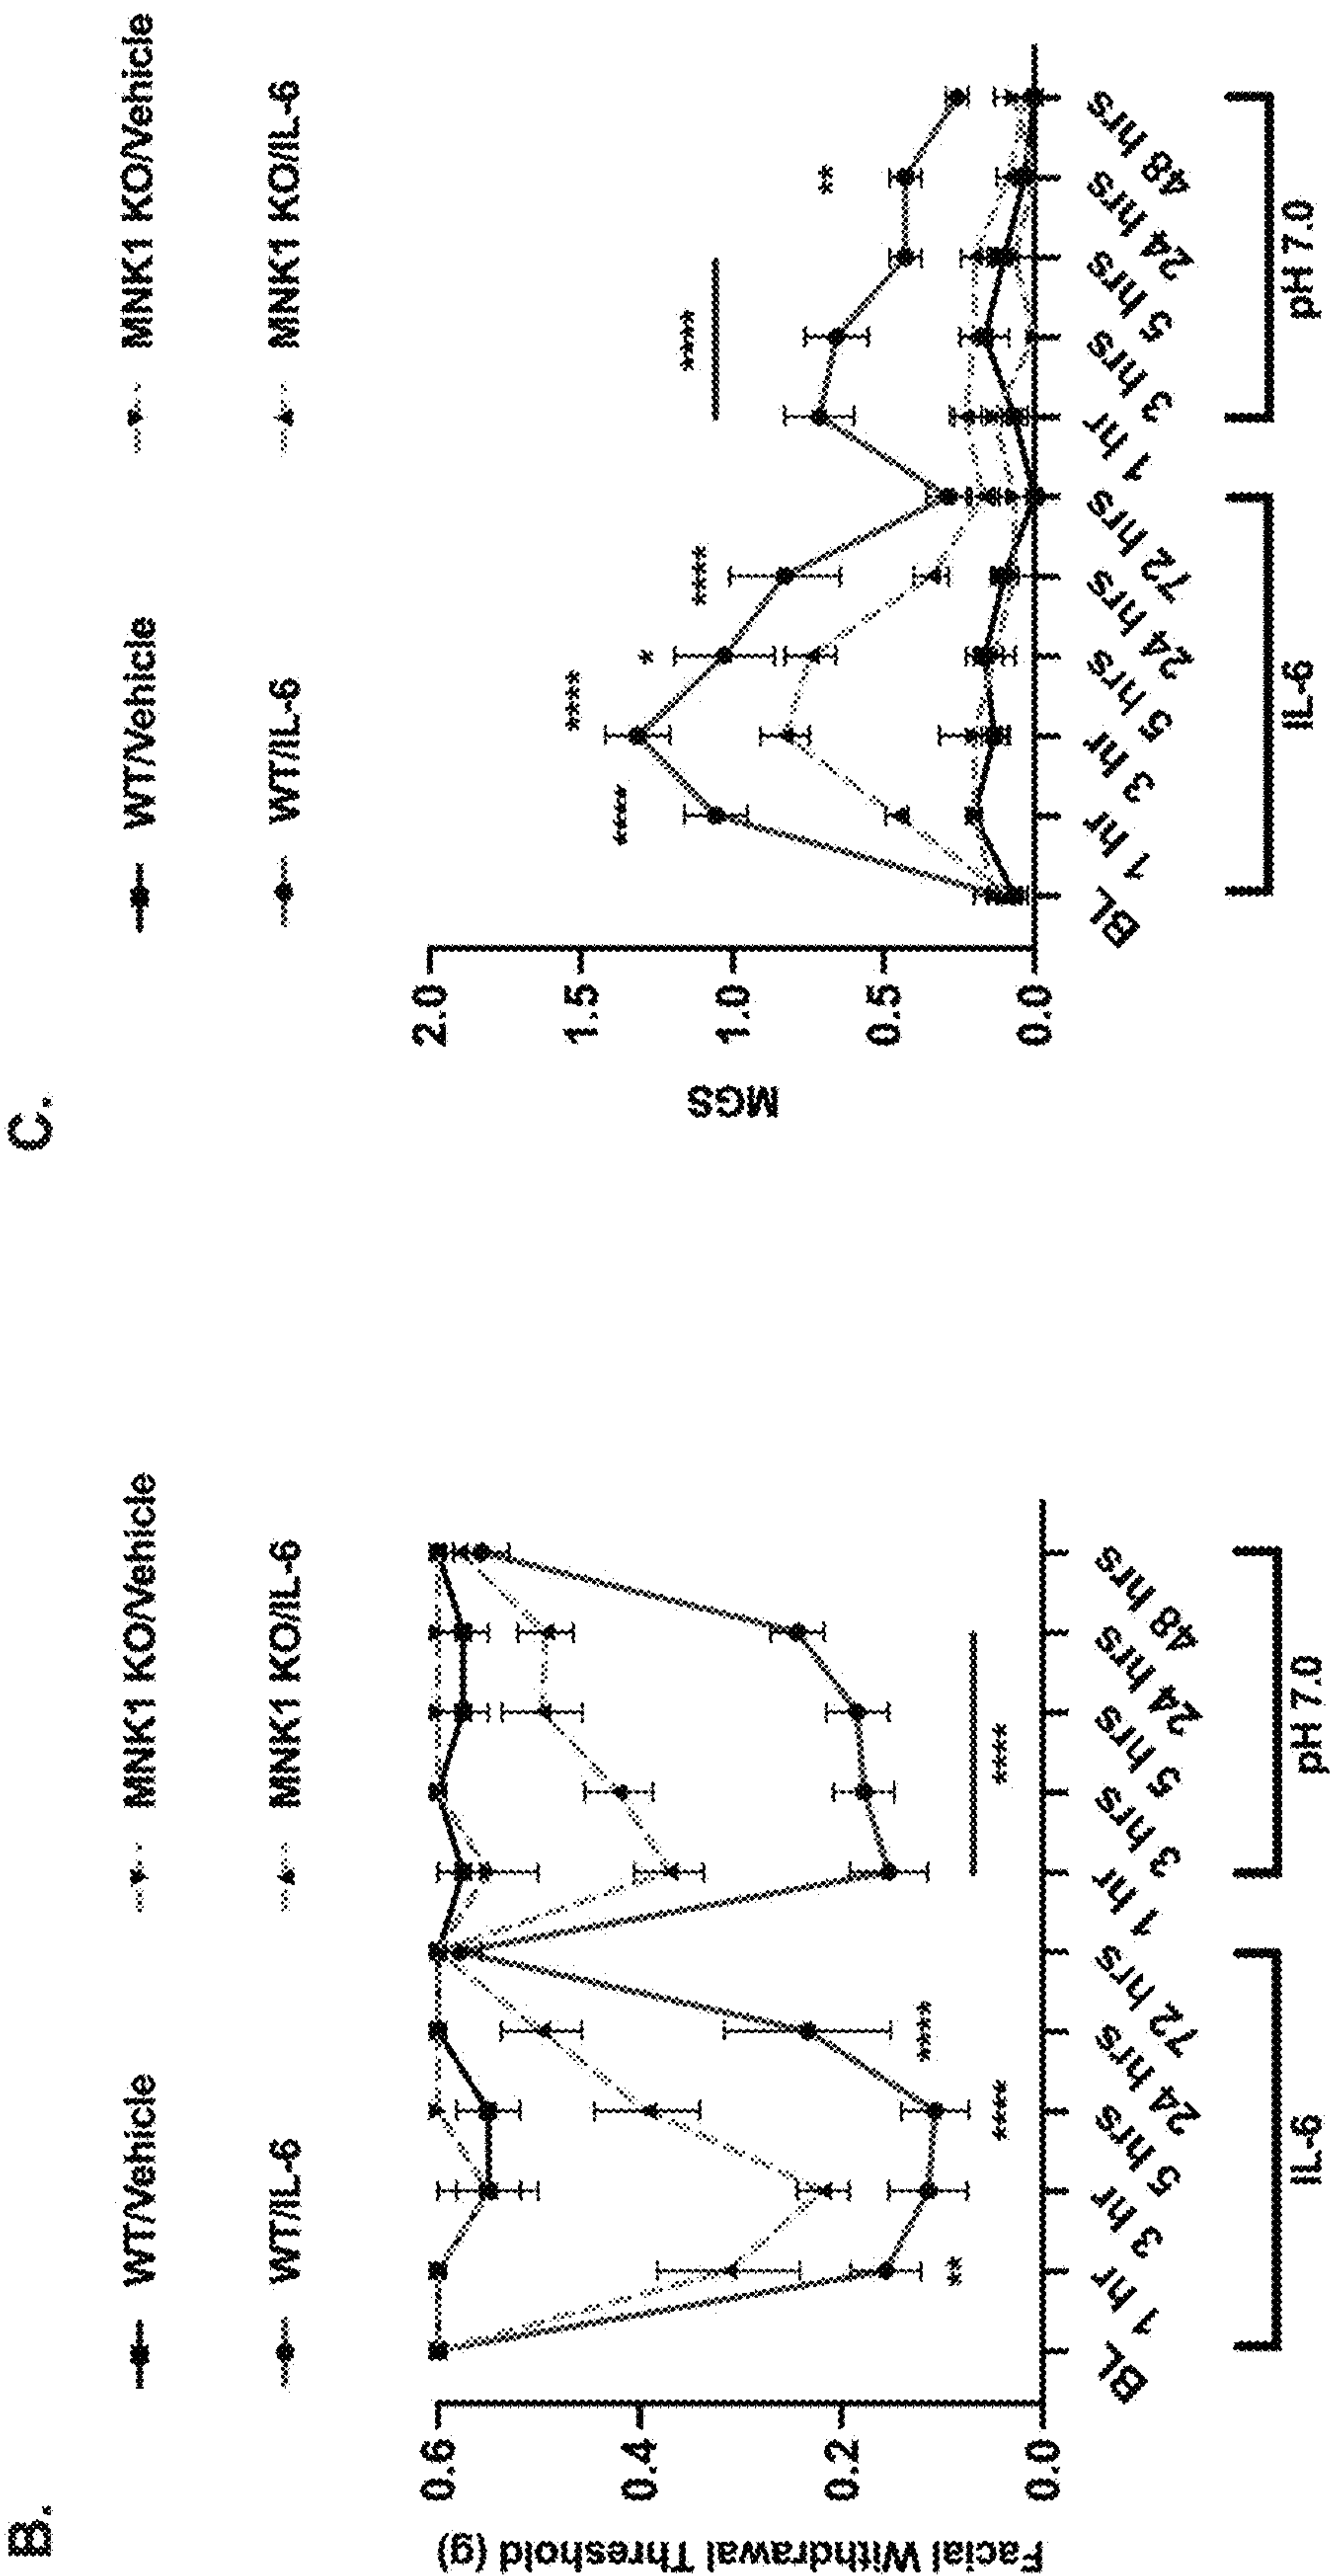 B.
WT/Vehicle
MNK1 KO/Vehicle
WT/IL-6
MNK1 KO/IL-6
Facial Withdrawal Threshold (g)
0.6
0.4
0.2
0.0
**
****
****
****
BL
1 hr
3 hr
5 hrs
24 hrs
72 hrs
1 hr
3 hrs
5 hrs
24 hrs
48 hrs
IL-6
pH 7.0
C.
WT/Vehicle
MNK1 KO/Vehicle
WT/IL-6
MNK1 KO/IL-6
MGS
2.0
1.5
1.0
0.5
0.0
****
****
*
****
****
**
BL
1 hr
3 hr
5 hrs
24 hrs
72 hrs
1 hr
3 hrs
5 hrs
24 hrs
48 hrs
IL-6
pH 7.0